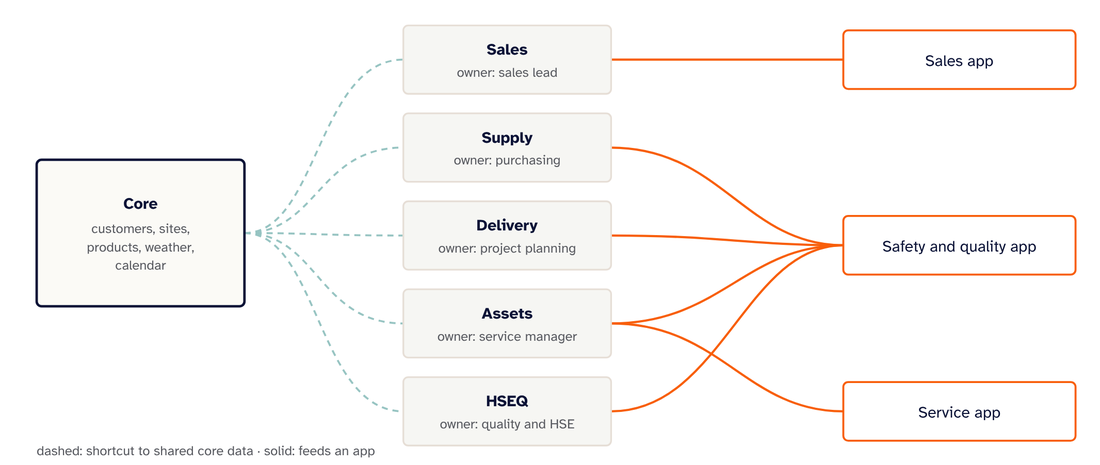 Core
customers, sites,
products, weather,
calendar
Sales
owner: sales lead
Supply
owner: purchasing
Delivery
owner: project planning
Assets
owner: service manager
HSEQ
owner: quality and HSE
Sales app
Safety and quality app
Service app
dashed: shortcut to shared core data · solid: feeds an app